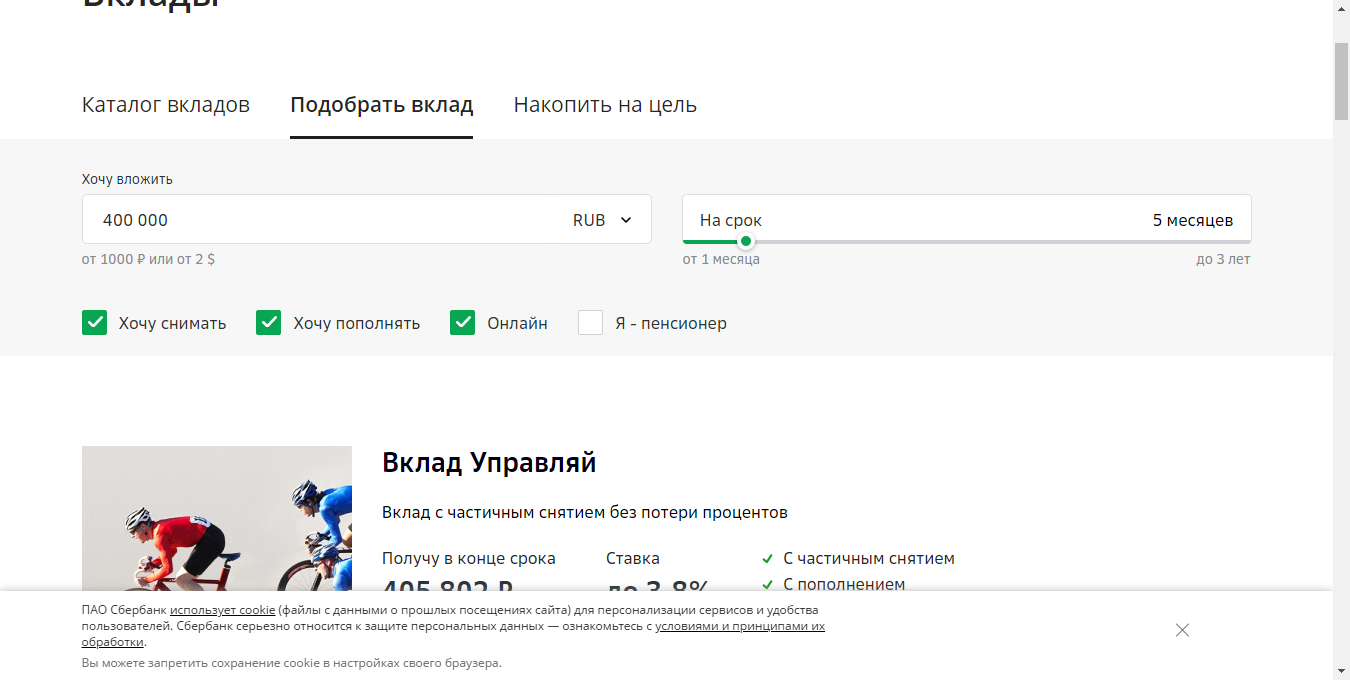 Вклады
Каталог вкладов
Подобрать вклад
Накопить на цель
Хочу вложить
400 000
RUB
На срок
5 месяцев
от 1000 ₽ или от 2 $
от 1 месяца
до 3 лет
Хочу снимать
Хочу пополнять
Онлайн
Я - пенсионер
Вклад Управляй
Вклад с частичным снятием без потери процентов
Получу в конце срока
Ставка
С частичным снятием
405 802 ₽
до 3,8%
С пополнением
ПАО Сбербанк использует cookie (файлы с данными о прошлых посещениях сайта) для персонализации сервисов и удобства
пользователей. Сбербанк серьезно относится к защите персональных данных — ознакомьтесь с условиями и принципами их
обработки.
Вы можете запретить сохранение cookie в настройках своего браузера.